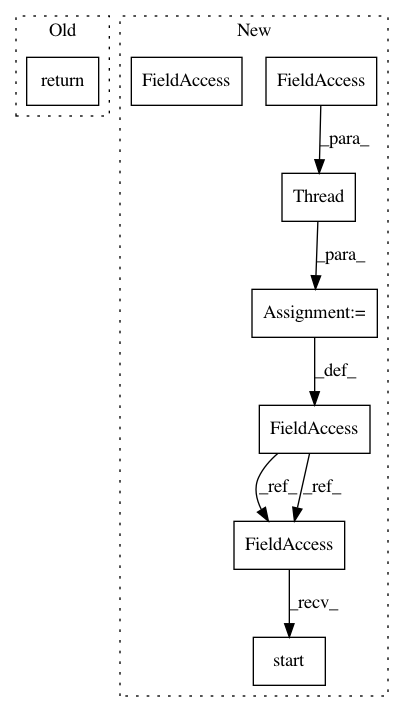 Old
New
return
FieldAccess
FieldAccess
_para_
Thread
_para_
Assignment:=
_def_
FieldAccess
_ref_
_ref_
FieldAccess
_recv_
start